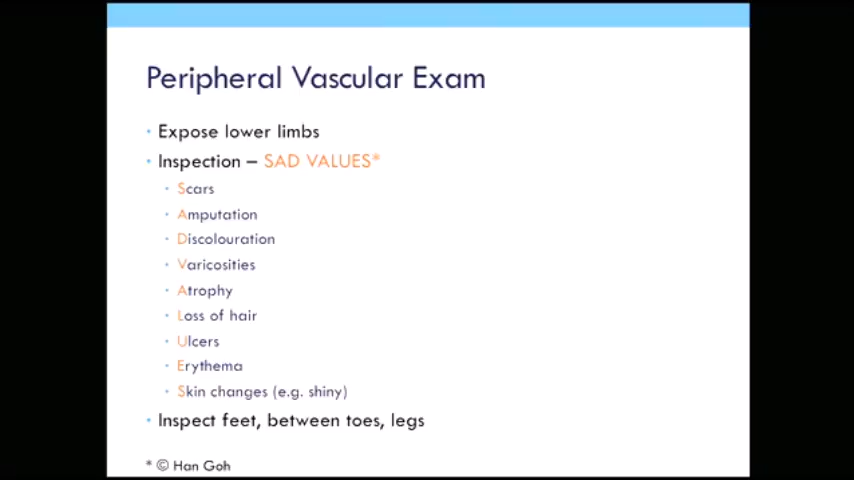 Peripheral Vascular Exam
• Expose lower limbs
• Inspection – SAD VALUES*
• Scars
• Amputation
• Discolouration
• Varicosities
• Atrophy
• Loss of hair
• Ulcers
• Erythema
• Skin changes (e.g. shiny)
• Inspect feet, between toes, legs
* © Han Goh